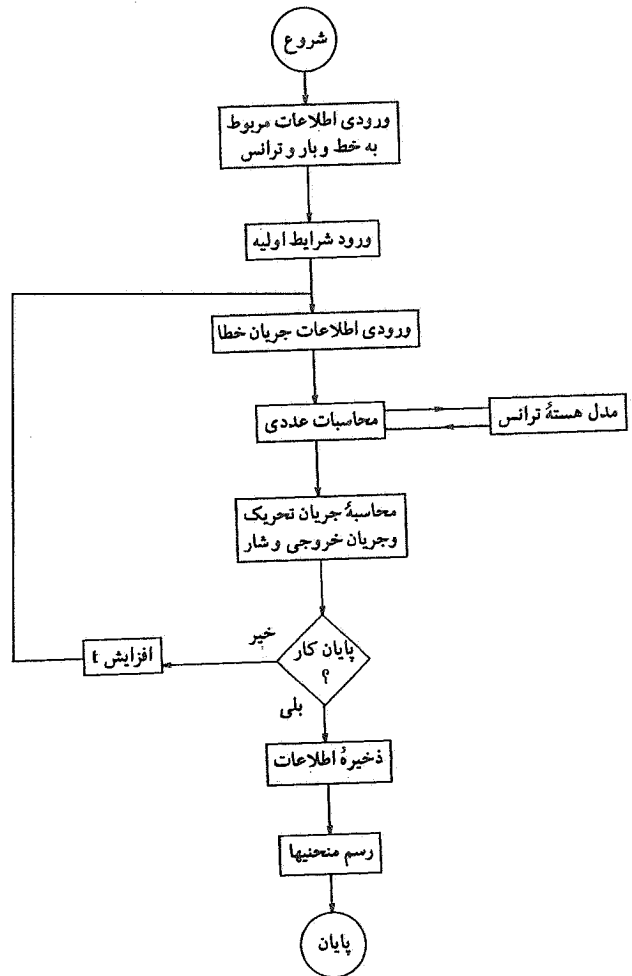 شروع
ورودی اطلاعات مربوط
به خط و بار و ترانس
ورود شرایط اولیه
ورودی اطلاعات جریان خطا
محاسبات عددی
مدل هستهٔ ترانس
محاسبهٔ جریان تحریک
وجریان خروجی و شار
پایان کار
؟
خیر
افزایش t
بلی
ذخیرهٔ اطلاعات
رسم منحنیها
پایان